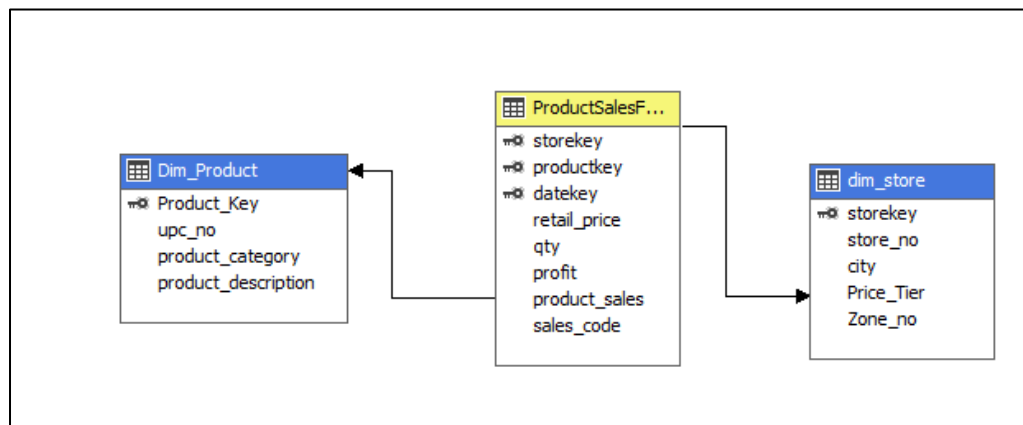 Dim_Product
Product_Key
upc_no
product_category
product_description
ProductSalesF...
storekey
productkey
datekey
retail_price
qty
profit
product_sales
sales_code
dim_store
storekey
store_no
city
Price_Tier
Zone_no